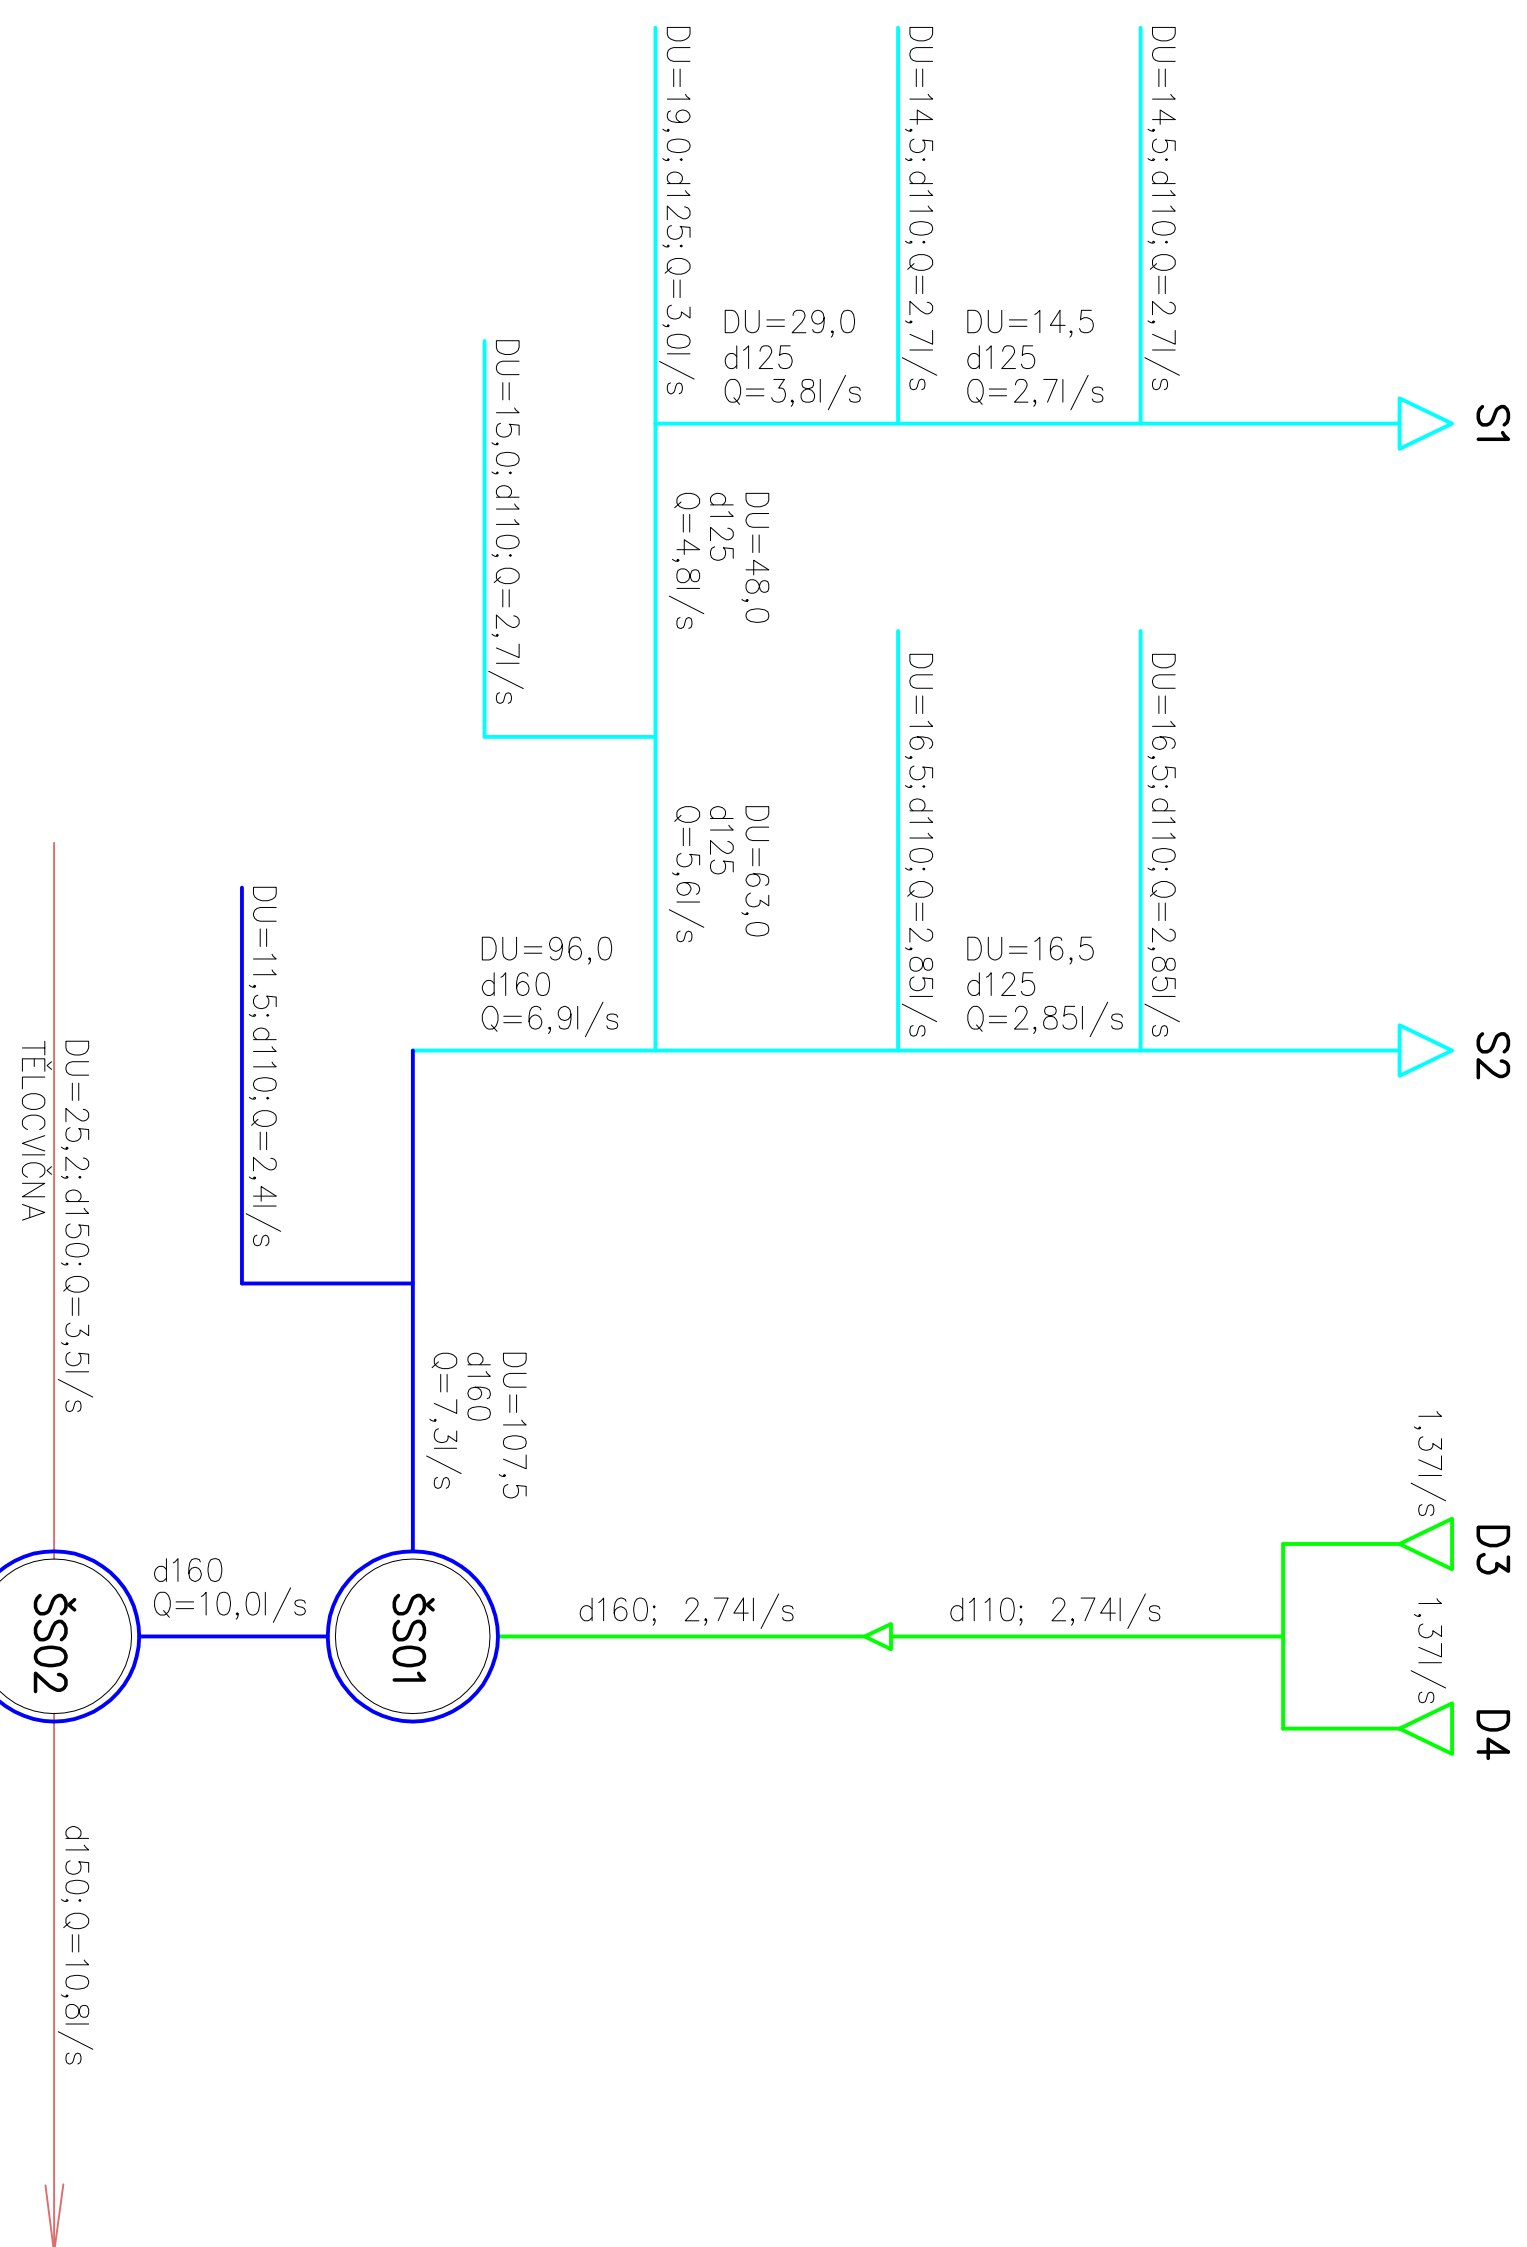 S1
S2
D3
D4
1,37l/s
1,37l/s
DU=14,5;d110;Q=2,7l/s
DU=16,5;d110;Q=2,85l/s
DU=14,5
d125
Q=2,7l/s
DU=16,5
d125
Q=2,85l/s
d110; 2,74l/s
DU=14,5;d110;Q=2,7l/s
DU=16,5;d110;Q=2,85l/s
DU=29,0
d125
Q=3,8l/s
DU=48,0
d125
Q=4,8l/s
DU=63,0
d125
Q=5,6l/s
d160; 2,74l/s
DU=19,0;d125;Q=3,0l/s
DU=15,0;d110;Q=2,7l/s
DU=96,0
d160
Q=6,9l/s
DU=107,5
d160
Q=7,3l/s
ŠS01
DU=11,5;d110;Q=2,4l/s
d160
Q=10,0l/s
DU=25,2;d150;Q=3,5l/s
TĚLOCVIČNA
ŠS02
d150;Q=10,8l/s